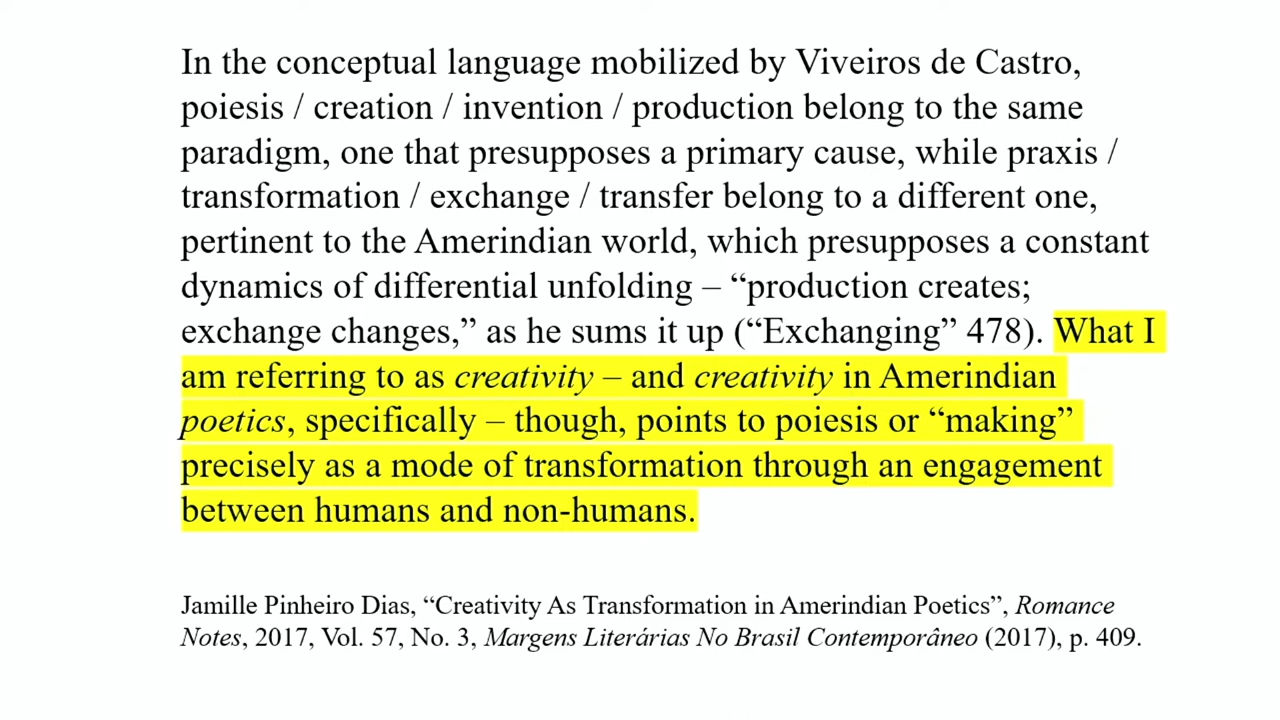 In the conceptual language mobilized by Viveiros de Castro,
poiesis / creation / invention / production belong to the same
paradigm, one that presupposes a primary cause, while praxis /
transformation / exchange / transfer belong to a different one,
pertinent to the Amerindian world, which presupposes a constant
dynamics of differential unfolding – “production creates;
exchange changes,” as he sums it up (“Exchanging” 478). What I
am referring to as creativity – and creativity in Amerindian
poetics, specifically – though, points to poiesis or “making”
precisely as a mode of transformation through an engagement
between humans and non-humans.
Jamille Pinheiro Dias, “Creativity As Transformation in Amerindian Poetics”, Romance
Notes, 2017, Vol. 57, No. 3, Margens Literárias No Brasil Contemporâneo (2017), p. 409.